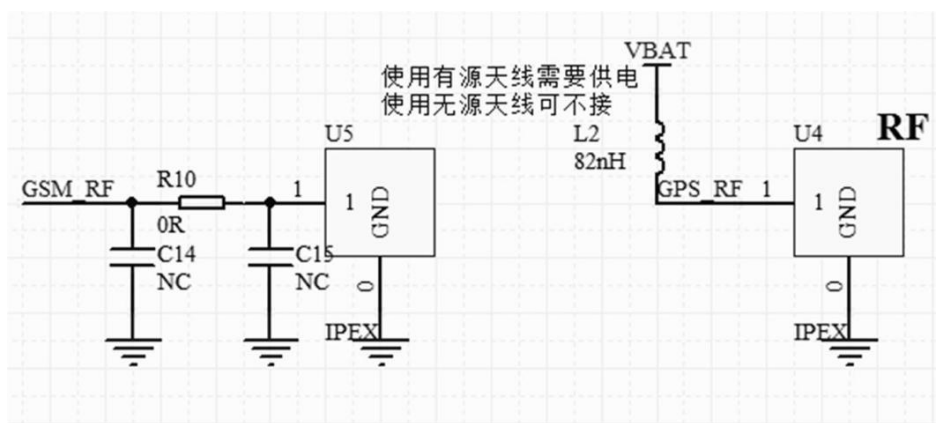 VBAT
使用有源天线需要供电
使用无源天线可不接
RF
U5
L2
82nH
U4
GSM_RF
R10
0R
1
1
GND
GPS_RF
1
1
GND
C14
NC
C15
NC
0
0
IPEX
IPEX